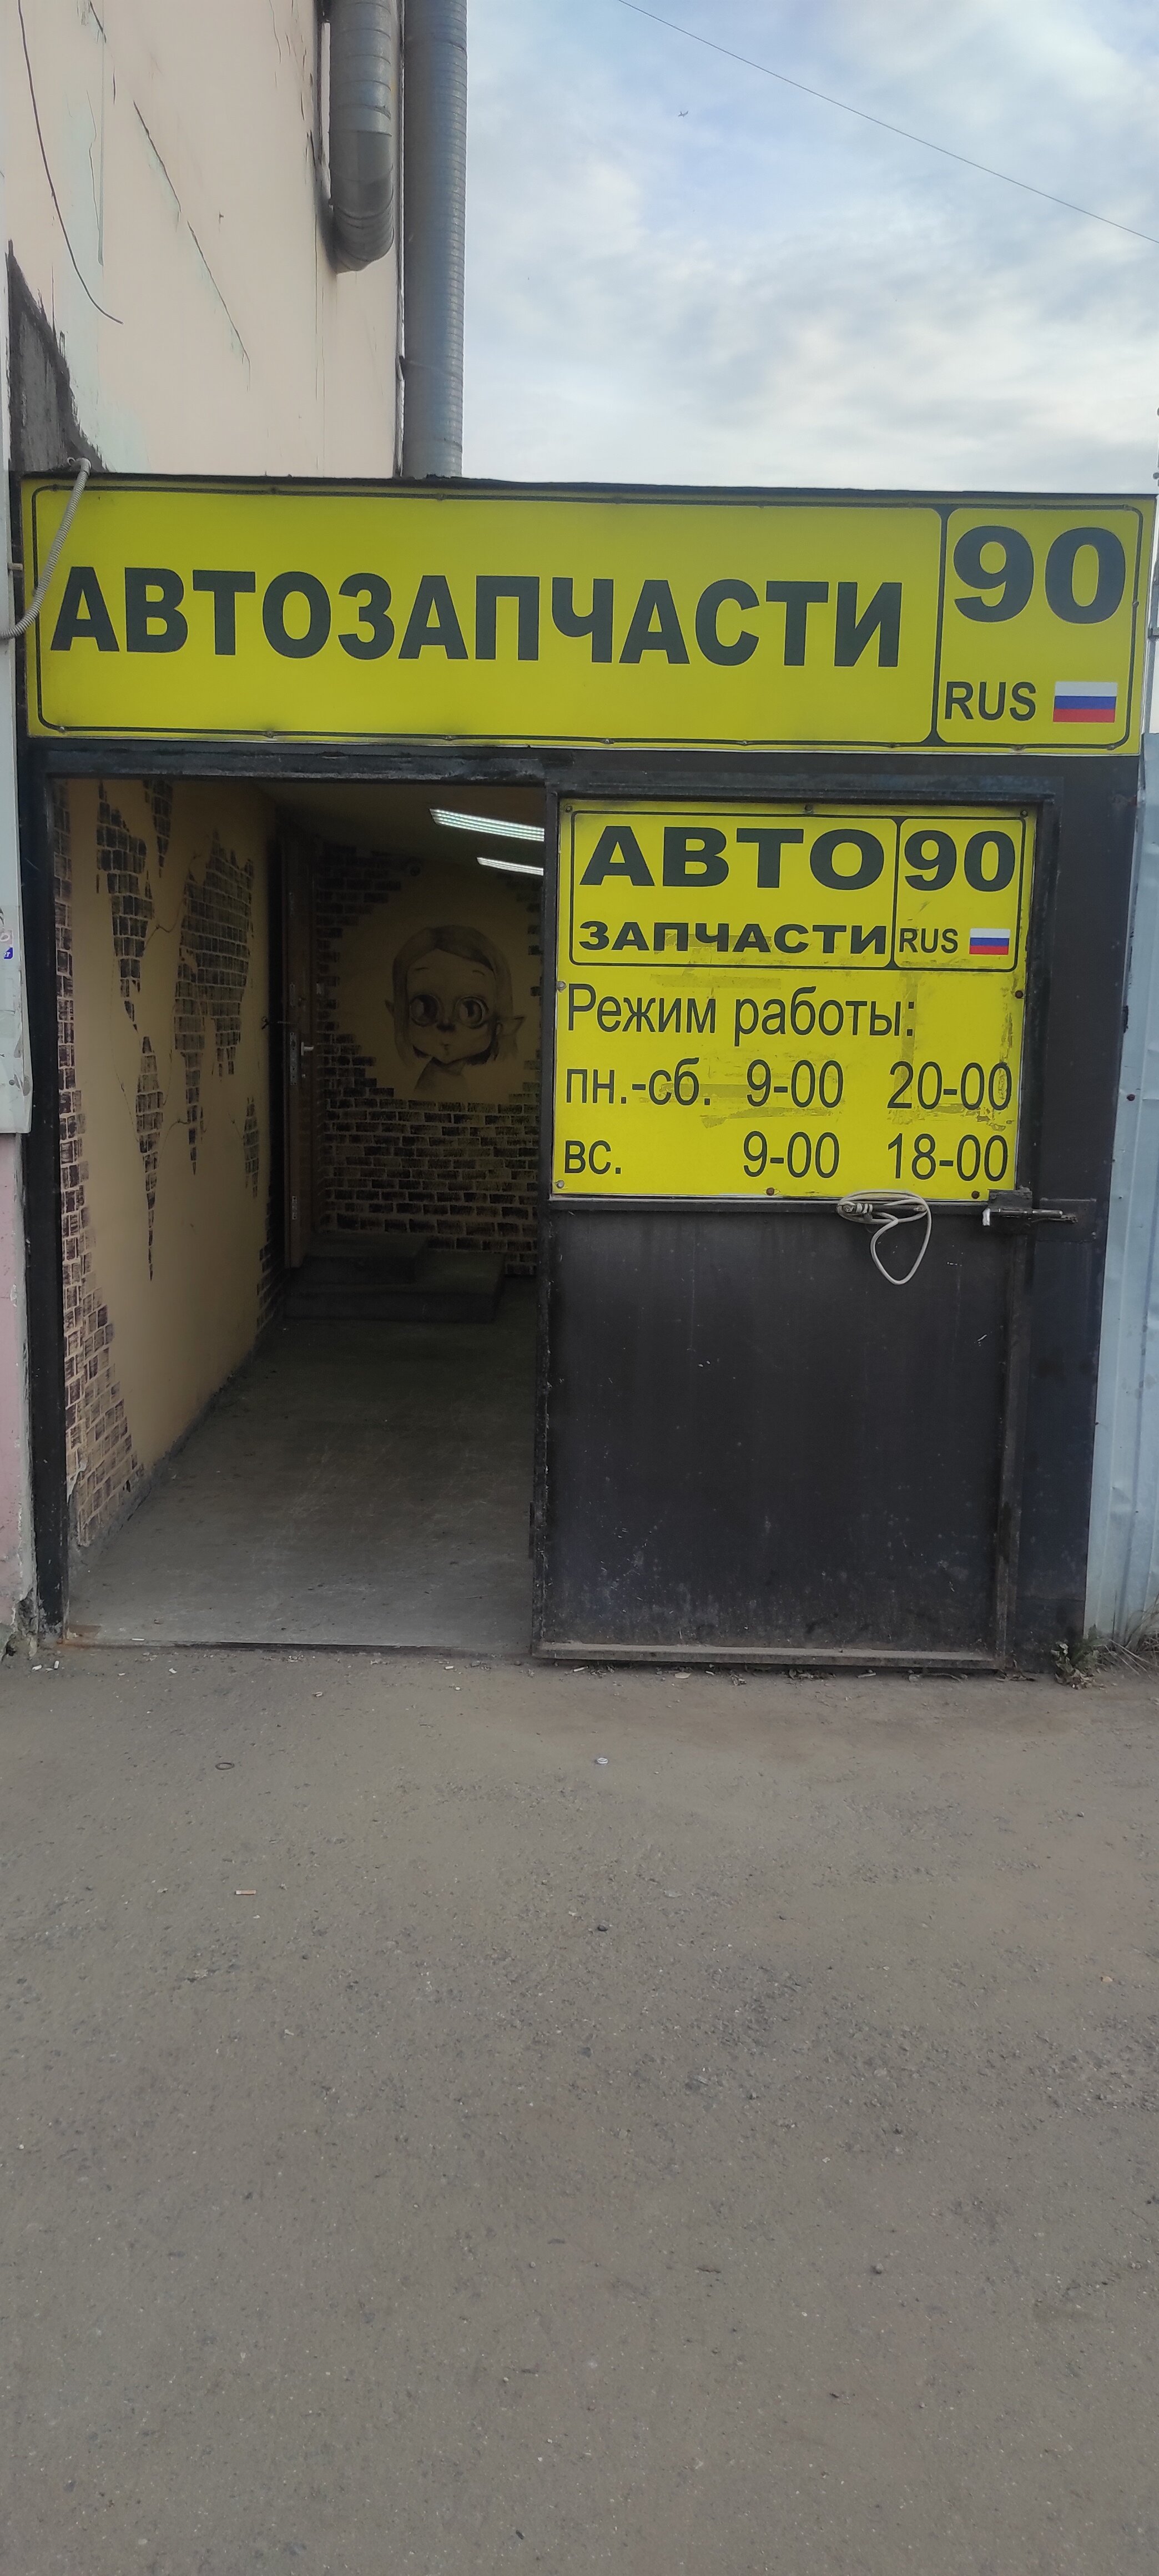 АВТОЗАПЧАСТИ 90
RUS
АВТО 90
ЗАПЧАСТИ RUS
Режим работы:
пн.-сб. 9-00 20-00
вс. 9-00 18-00